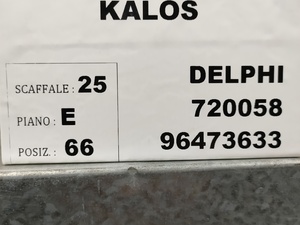 KALOS
SCAFFALE : 25
PIANO : E
POSIZ. : 66
DELPHI
720058
96473633